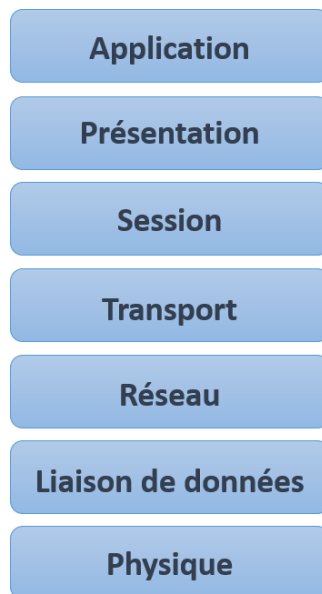 Application
Présentation
Session
Transport
Réseau
Liaison de données
Physique